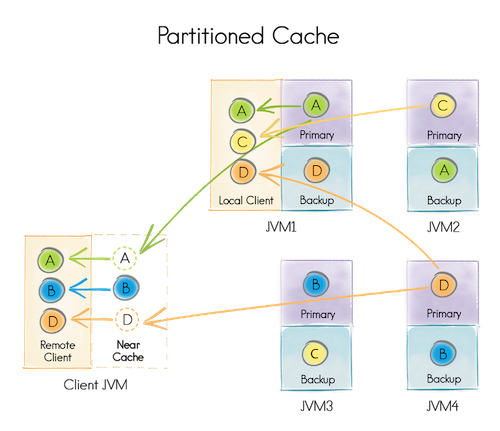 Partitioned Cache
A A
C
D D
Primary
Local Client Backup
JVM1
C
Primary
A
Backup
JVM2
A A
B B
D D
Remote Client
Near Cache
Client JVM
B
Primary
C
Backup
JVM3
D
Primary
B
Backup
JVM4